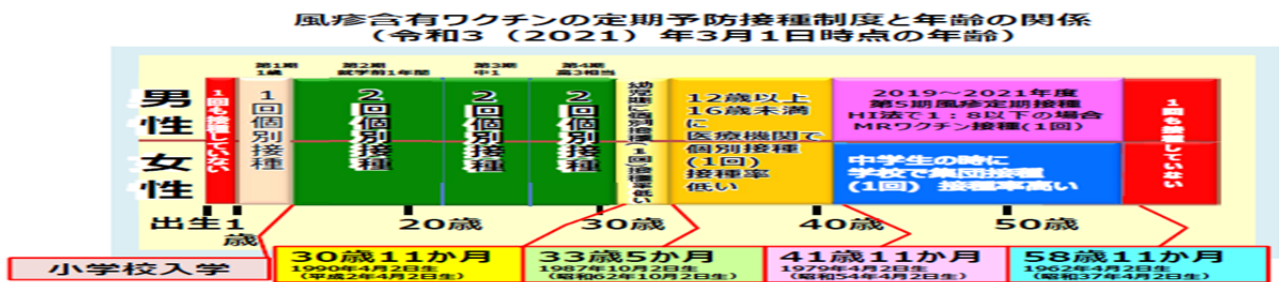 風疹含有ワクチンの定期予防接種制度と年齢の関係
(令和3(2021)年3月1日時点の年齢)
第1期
1歳
第2期
就学前1年間
第3期
中1
第4期
高3相当
男性
女性
1回も接種していない
1回個別接種
2回個別接種
2回個別接種
2回個別接種
幼児期に個別接種(1回)接種率低い
12歳以上
16歳未満
に
医療機関で
個別接種
(1回)
接種率
低い
2019~2021年度
第5期風疹定期接種
HI法で1:8以下の場合
MRワクチン接種(1回)
中学生の時に
学校で集団接種
(1回) 接種率高い
1回も接種していない
出生
1歳
20歳
30歳
40歳
50歳
小学校入学
30歳11か月
1990年4月2日生
(平成2年4月2日生)
33歳5か月
1987年10月2日生
(昭和62年10月2日生)
41歳11か月
1979年4月2日生
(昭和54年4月2日生)
58歳11か月
1962年4月2日生
(昭和37年4月2日生)